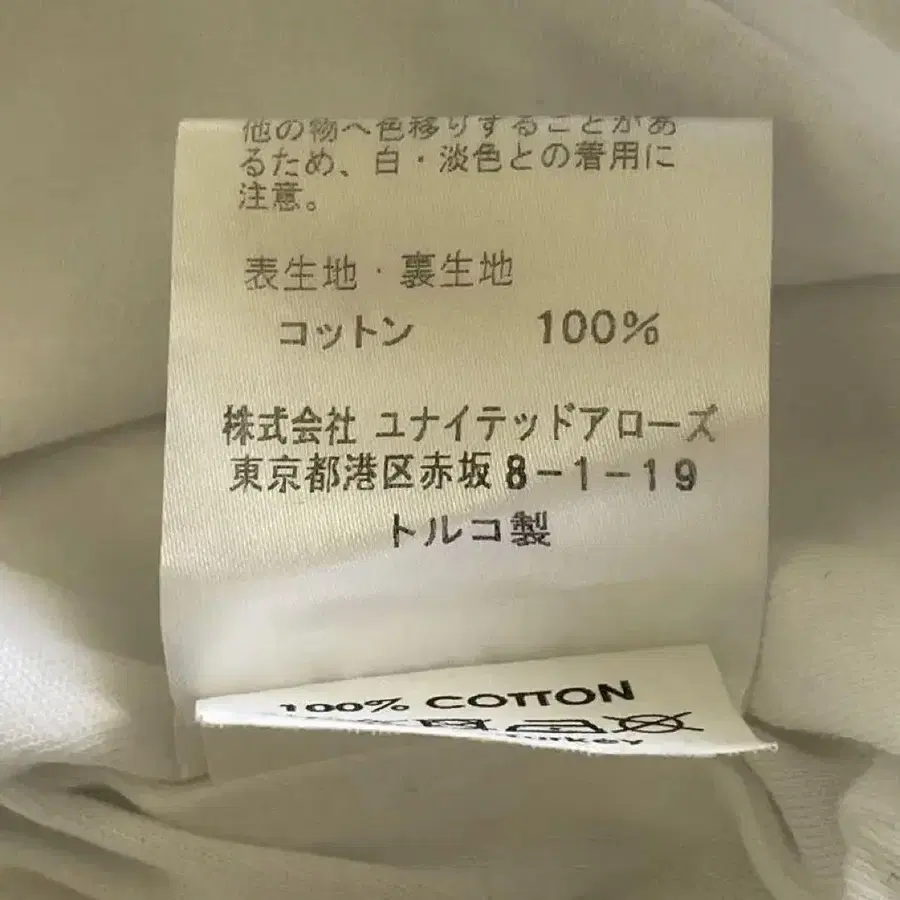 他の物へ色移りすることがあ
るため、白・淡色との着用に
注意。
表生地・裏生地
コットン 100%
株式会社 ユナイテッドアローズ
東京都港区赤坂8-1-19
トルコ製
100% COTTON
Turkey